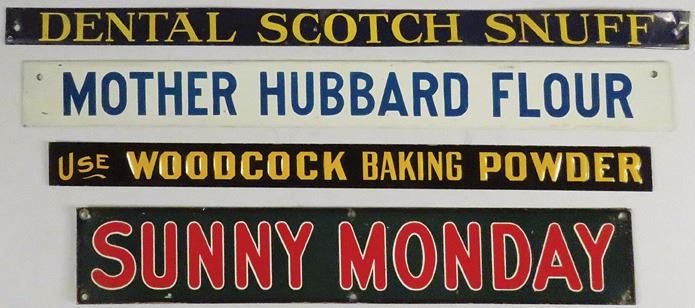 DENTAL SCOTCH SNUFF
MOTHER HUBBARD FLOUR
USE WOODCOCK BAKING POWDER
SUNNY MONDAY